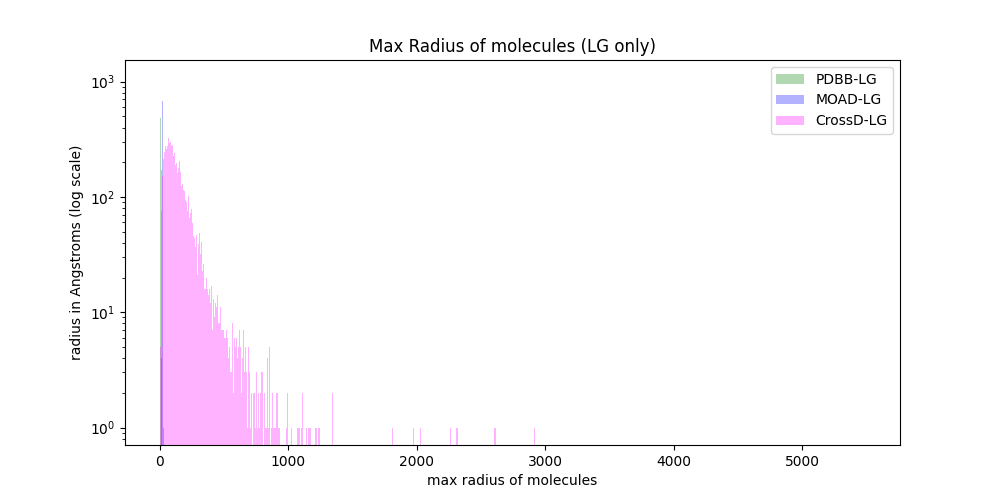 Max Radius of molecules (LG only)
PDBB-LG
MOAD-LG
CrossD-LG
radius in Angstroms (log scale)
10³
10²
10¹
10⁰
0 1000 2000 3000 4000 5000
max radius of molecules